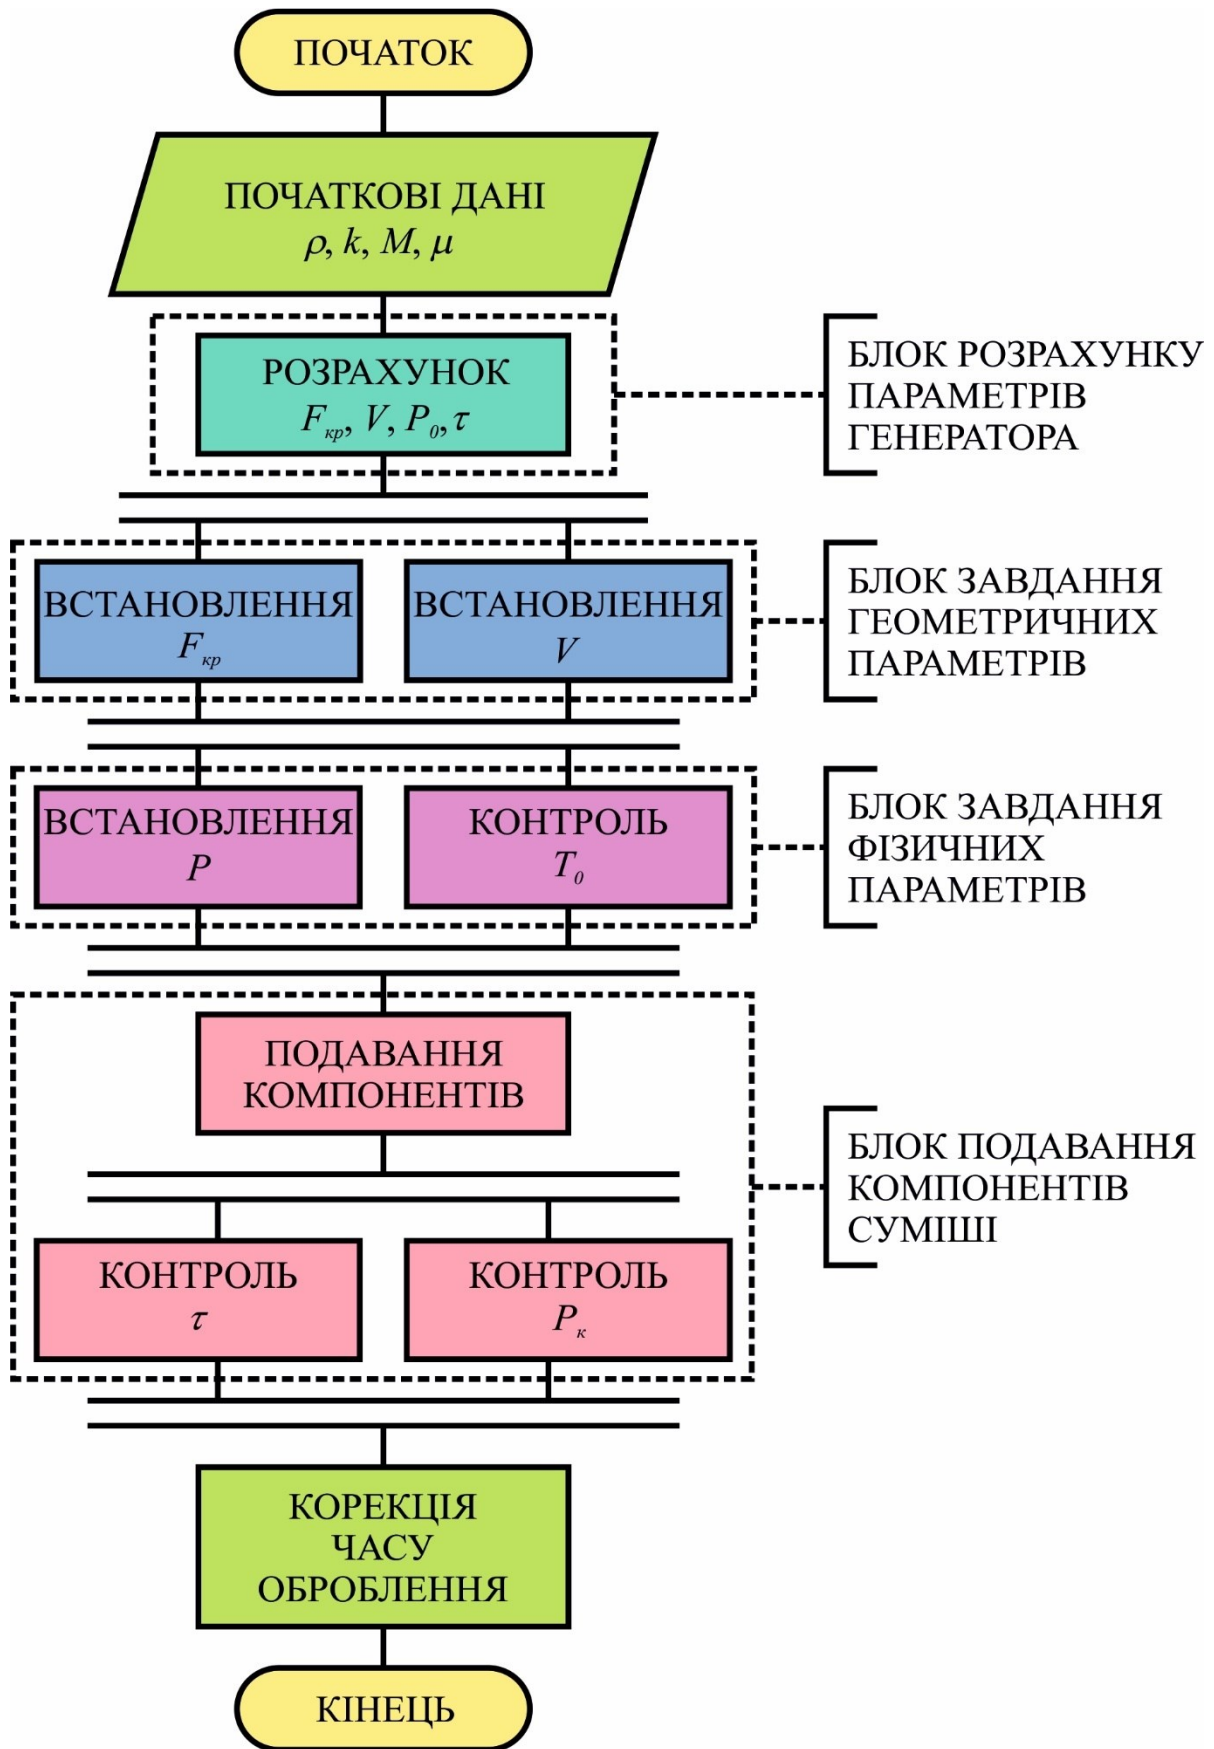 ПОЧАТОК
ПОЧАТКОВІ ДАНІ
ρ, k, M, μ
РОЗРАХУНОК
Fкр, V, P0, τ
БЛОК РОЗРАХУНКУ
ПАРАМЕТРІВ
ГЕНЕРАТОРА
ВСТАНОВЛЕННЯ
Fкр
ВСТАНОВЛЕННЯ
V
БЛОК ЗАВДАННЯ
ГЕОМЕТРИЧНИХ
ПАРАМЕТРІВ
ВСТАНОВЛЕННЯ
P
КОНТРОЛЬ
T0
БЛОК ЗАВДАННЯ
ФІЗИЧНИХ
ПАРАМЕТРІВ
ПОДАВАННЯ
КОМПОНЕНТІВ
БЛОК ПОДАВАННЯ
КОМПОНЕНТІВ
СУМІШІ
КОНТРОЛЬ
τ
КОНТРОЛЬ
Pк
КОРЕКЦІЯ
ЧАСУ
ОБРОБЛЕННЯ
КІНЕЦЬ